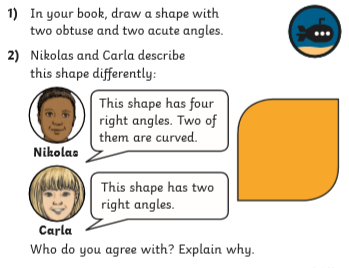 1) In your book, draw a shape with
two obtuse and two acute angles.
2) Nikolas and Carla describe
this shape differently:
This shape has four
right angles. Two of
them are curved.
Nikolas
This shape has two
right angles.
Carla
Who do you agree with? Explain why.